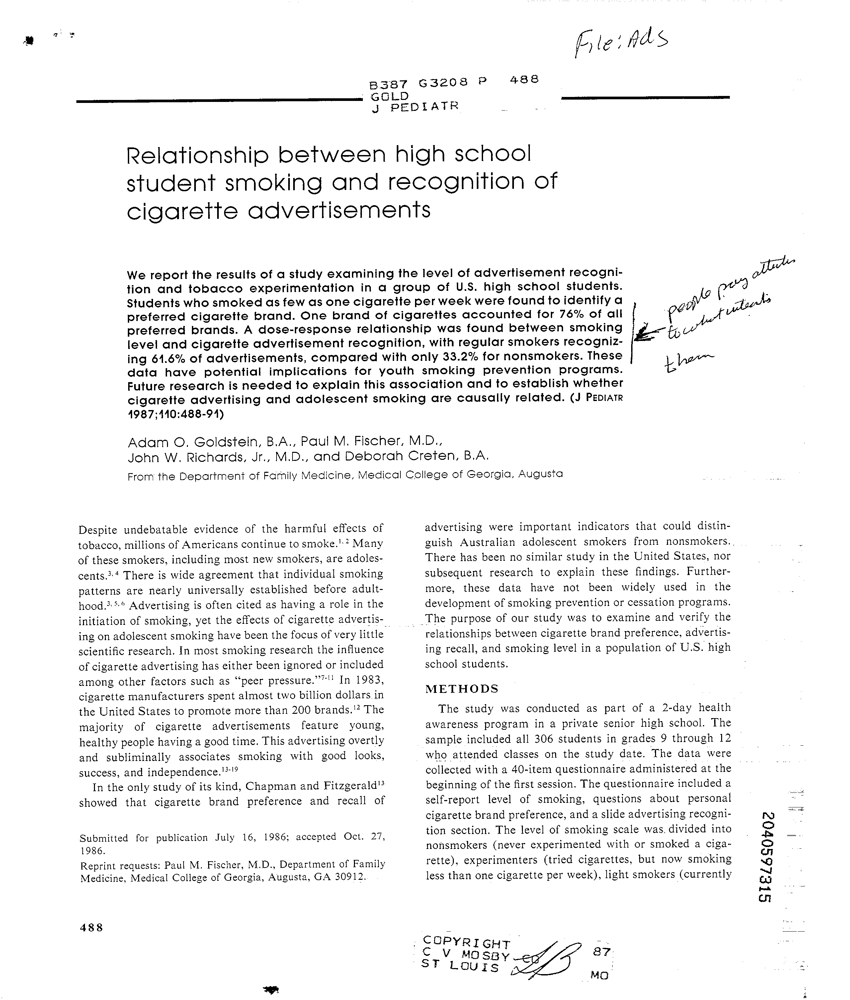 File: Ads
B387 G3208 P 488
GOLD
J PEDIATR
Relationship between high school
student smoking and recognition of
cigarette advertisements
We report the results of a study examining the level of advertisement recogni-
tion and tobacco experimentation in a group of U.S. high school students.
Students who smoked as few as one cigarette per week were found to identify a
preferred cigarette brand. One brand of cigarettes accounted for 76% of all
preferred brands. A dose-response relationship was found between smoking
level and cigarette advertisement recognition, with regular smokers recogniz-
ing 61.6% of advertisements, compared with only 33.2% for nonsmokers. These
data have potential implications for youth smoking prevention programs.
Future research is needed to explain this association and to establish whether
cigarette advertising and adolescent smoking are causally related. (J PEDIATR
1987;110:488-91)
people pay
to what
them
Adam O. Goldstein, B.A., Paul M. Fischer, M.D.,
John W. Richards, Jr., M.D., and Deborah Creten, B.A.
From the Department of Family Medicine, Medical College of Georgia, Augusta
Despite undebatable evidence of the harmful effects of
tobacco, millions of Americans continue to smoke.1, 2 Many
of these smokers, including most new smokers, are adoles-
cents.3, 4 There is wide agreement that individual smoking
patterns are nearly universally established before adult-
hood.3, 5, 6 Advertising is often cited as having a role in the
initiation of smoking, yet the effects of cigarette advertis-
ing on adolescent smoking have been the focus of very little
scientific research. In most smoking research the influence
of cigarette advertising has either been ignored or included
among other factors such as “peer pressure.”7-11 In 1983,
cigarette manufacturers spent almost two billion dollars in
the United States to promote more than 200 brands.12 The
majority of cigarette advertisements feature young,
healthy people having a good time. This advertising overtly
and subliminally associates smoking with good looks,
success, and independence.13-19
In the only study of its kind, Chapman and Fitzgerald13
showed that cigarette brand preference and recall of
Submitted for publication July 16, 1986; accepted Oct. 27,
1986.
Reprint requests: Paul M. Fischer, M.D., Department of Family
Medicine, Medical College of Georgia, Augusta, GA 30912.
advertising were important indicators that could distin-
guish Australian adolescent smokers from nonsmokers.
There has been no similar study in the United States, nor
subsequent research to explain these findings. Further-
more, these data have not been widely used in the
development of smoking prevention or cessation programs.
The purpose of our study was to examine and verify the
relationships between cigarette brand preference, advertis-
ing recall, and smoking level in a population of U.S. high
school students.
METHODS
The study was conducted as part of a 2-day health
awareness program in a private senior high school. The
sample included all 306 students in grades 9 through 12
who attended classes on the study date. The data were
collected with a 40-item questionnaire administered at the
beginning of the first session. The questionnaire included a
self-report level of smoking, questions about personal
cigarette brand preference, and a slide advertising recogni-
tion section. The level of smoking scale was divided into
nonsmokers (never experimented with or smoked a ciga-
rette), experimenters (tried cigarettes, but now smoking
less than one cigarette per week), light smokers (currently
2040597315
488
COPYRIGHT
C V MOSBY
ST LOUIS
87
MO